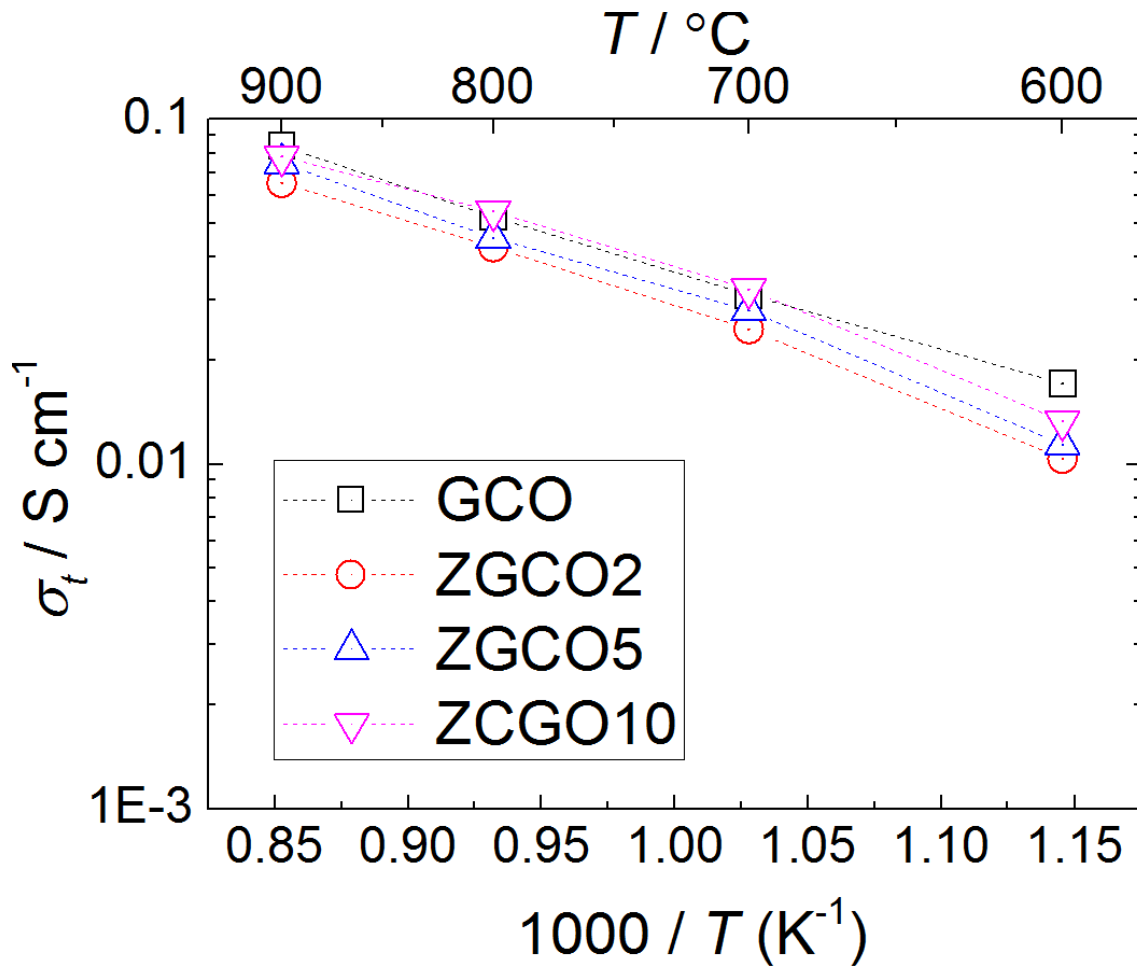 T / °C
900 800 700 600
0.1
0.01
1E-3
σt / S cm-1
GCO
ZGCO2
ZGCO5
ZCGO10
0.85 0.90 0.95 1.00 1.05 1.10 1.15
1000 / T (K-1)